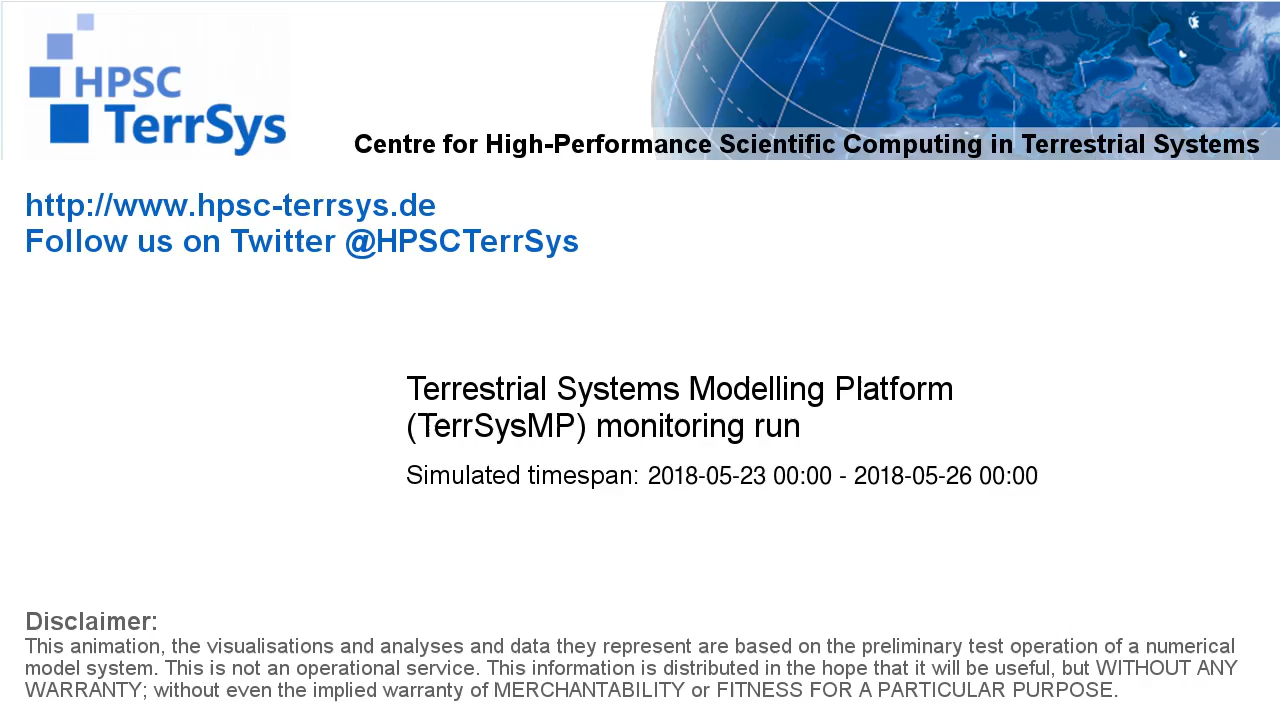 HPSC
TerrSys
Centre for High-Performance Scientific Computing in Terrestrial Systems
http://www.hpsc-terrsys.de
Follow us on Twitter @HPSCTerrSys
Terrestrial Systems Modelling Platform
(TerrSysMP) monitoring run
Simulated timespan: 2018-05-23 00:00 - 2018-05-26 00:00
Disclaimer:
This animation, the visualisations and analyses and data they represent are based on the preliminary test operation of a numerical
model system. This is not an operational service. This information is distributed in the hope that it will be useful, but WITHOUT ANY
WARRANTY; without even the implied warranty of MERCHANTABILITY or FITNESS FOR A PARTICULAR PURPOSE.